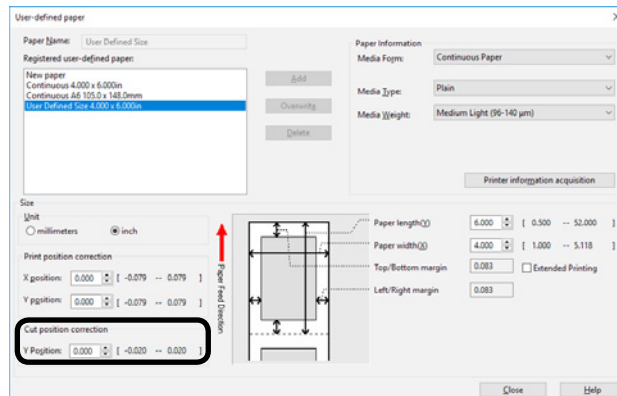 User-defined paper
Paper Name: User Defined Size
Registered user-defined paper:
New paper
Continuous 4.000 x 6.000in
Continuous A6 105.0 x 148.0mm
User Defined Size 4.000 x 6.000in
Add
Overwrite
Delete
Paper Information
Media Form: Continuous Paper
Media Type: Plain
Media Weight: Medium Light (96-140 μm)
Printer information acquisition
Size
Unit
millimeters inch
Print position correction
X position: 0.000 [ -0.079 -- 0.079 ]
Y position: 0.000 [ -0.079 -- 0.079 ]
Cut position correction
Y Position: 0.000 [ -0.020 -- 0.020 ]
Paper Feed Direction
Paper length(Y) 6.000 [ 0.500 -- 52.000 ]
Paper width(X) 4.000 [ 1.000 -- 5.118 ]
Top/Bottom margin 0.083 Extended Printing
Left/Right margin 0.083
Close Help